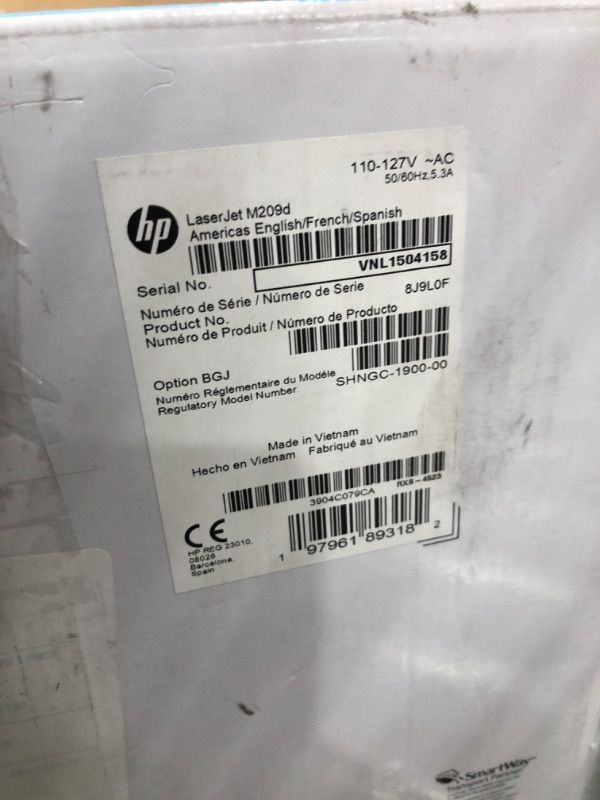 110-127V ~AC
50/60Hz,5.3A
hp
LaserJet M209d
Americas English/French/Spanish
Serial No.
VNL1504158
Numéro de Série / Número de Serie
8J9L0F
Product No.
Numéro de Produit / Número de Producto
Option BGJ
Numéro Réglementaire du Modèle
Regulatory Model Number:
SHNGC-1900-00
Made in Vietnam
Hecho en Vietnam Fabriqué au Vietnam
3904C079CA
RX8-4523
CE
HP REG 23010,
08028
Barcelona,
Spain
1 97961 89318 2
SmartWay
Transport Partner